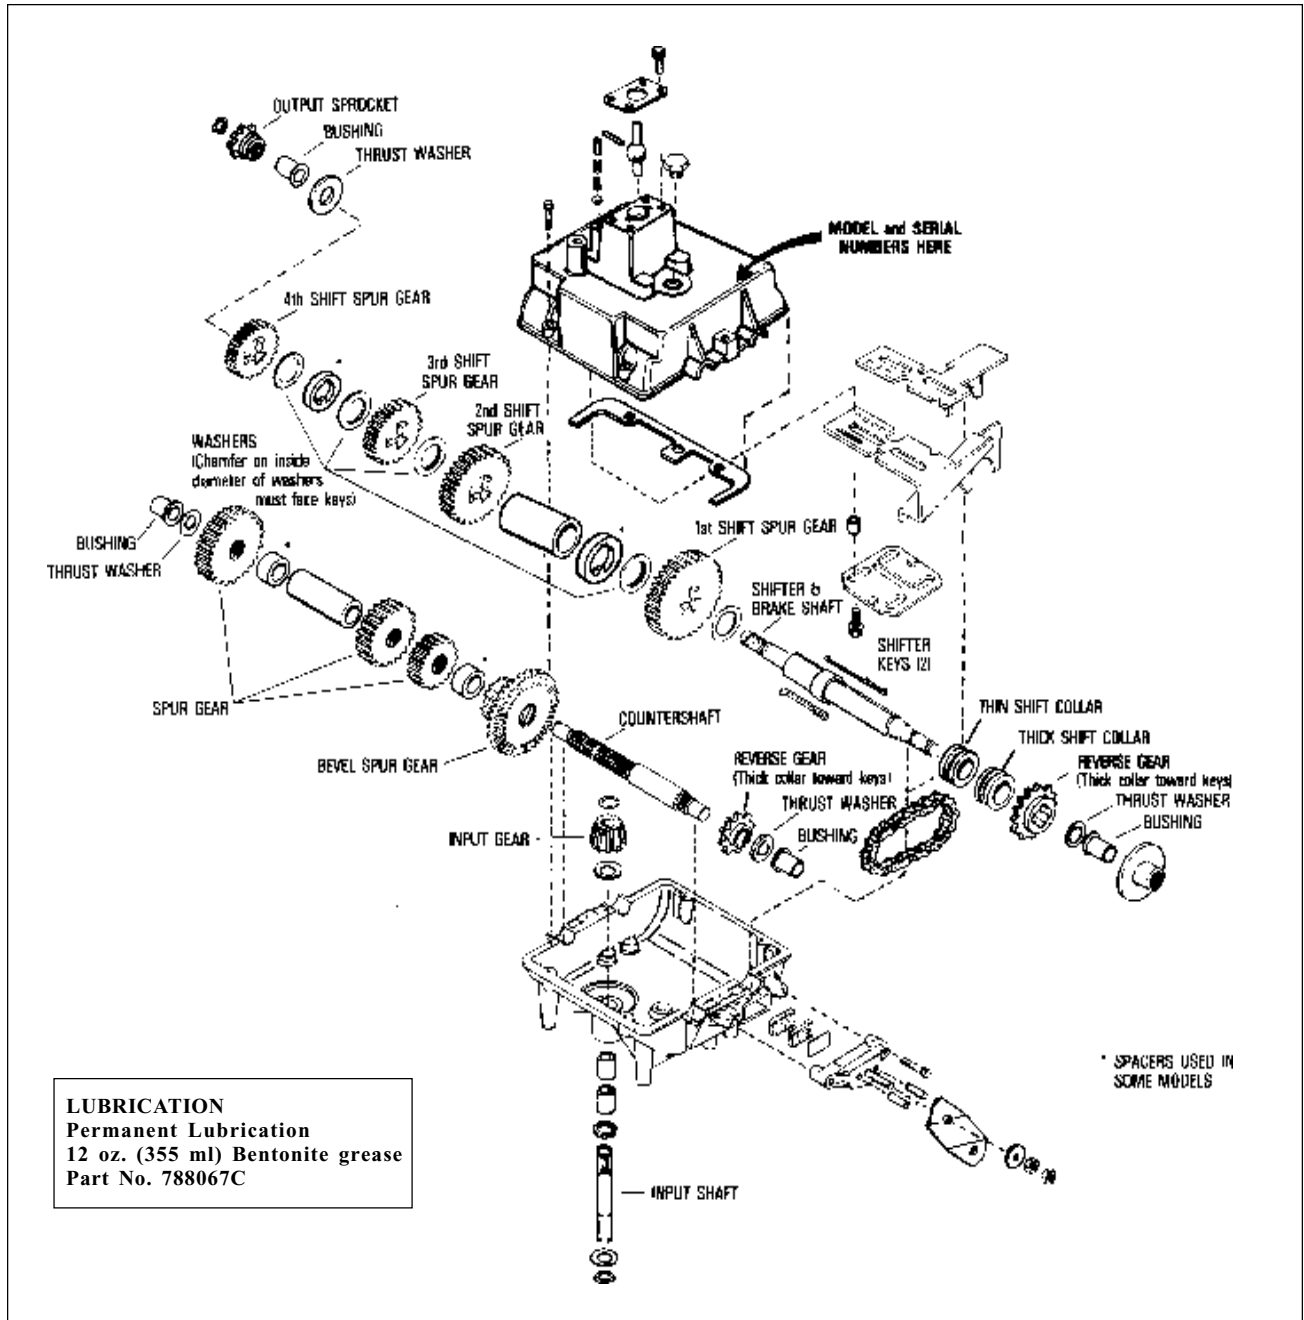 OUTPUT SPROCKET
BUSHING
THRUST WASHER
MODEL and SERIAL
NUMBERS HERE
4th SHIFT SPUR GEAR
3rd SHIFT
SPUR GEAR
2nd SHIFT
SPUR GEAR
WASHERS
(Chamfer on inside
diameter of washers
must face keys)
BUSHING
THRUST WASHER
1st SHIFT SPUR GEAR
SHIFTER &
BRAKE SHAFT
SHIFTER
KEYS (2)
SPUR GEAR
BEVEL SPUR GEAR
COUNTERSHAFT
THIN SHIFT COLLAR
THICK SHIFT COLLAR
REVERSE GEAR
(Thick collar toward keys)
THRUST WASHER
BUSHING
REVERSE GEAR
(Thick collar toward keys)
THRUST WASHER
BUSHING
INPUT GEAR
* SPACERS USED IN
SOME MODELS
LUBRICATION
Permanent Lubrication
12 oz. (355 ml) Bentonite grease
Part No. 788067C
INPUT SHAFT